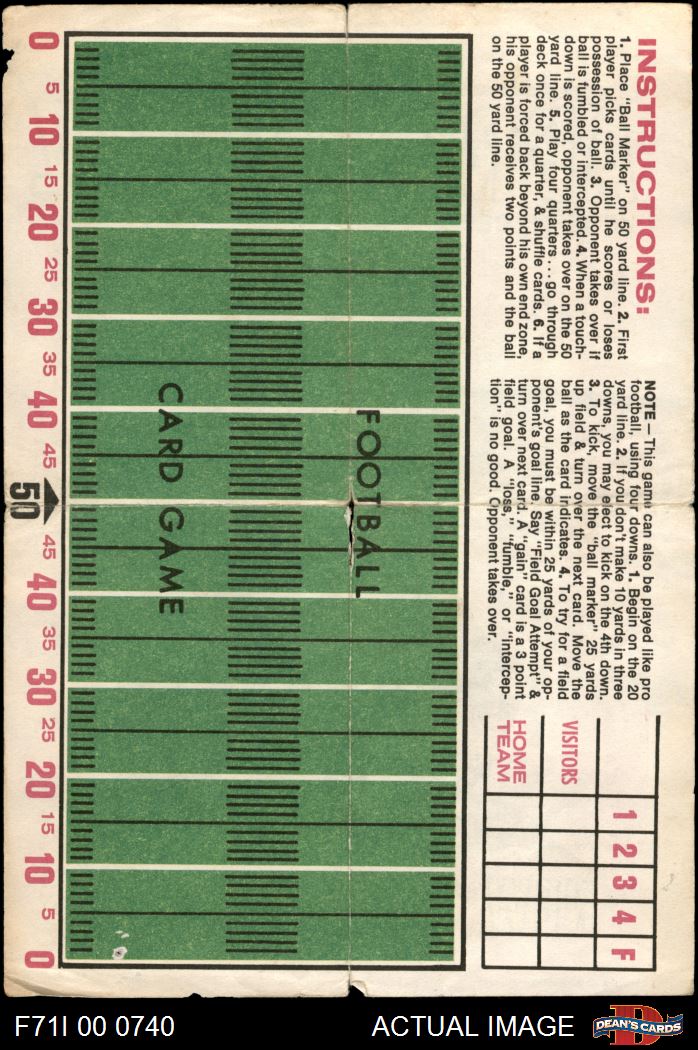 INSTRUCTIONS:
1. Place "Ball Marker" on 50 yard line. 2. First
player picks cards until he scores or loses
possession of ball. 3. Opponent takes over if
ball is fumbled or intercepted. 4. When a touch-
down is scored, opponent takes over on the 50
yard line. 5. Play four quarters... go through
deck once for a quarter, & shuffle cards. 6. If a
player is forced back beyond his own end zone,
his opponent receives two points and the ball
on the 50 yard line.
NOTE — This game can also be played like pro
football, using four downs. 1. Begin on the 20
yard line. 2. If you don't make 10 yards in three
downs, you may elect to kick on the 4th down.
3. To kick, move the "ball marker" 25 yards
up field & turn over the next card. Move the
ball as the card indicates. 4. To try for a field
goal, you must be within 25 yards of your op-
ponent's goal line. Say "Field Goal Attempt" &
turn over next card. A "gain" card is a 3 point
field goal. A "loss," "fumble," or "intercep-
tion" is no good. Opponent takes over.
1 2 3 4 F
VISITORS
HOME
TEAM
FOOTBALL
CARD GAME
0 5 10 15 20 25 30 35 40 45 50 45 40 35 30 25 20 15 10 5 0
F71I 00 0740
ACTUAL IMAGE
D
DEAN'S CARDS